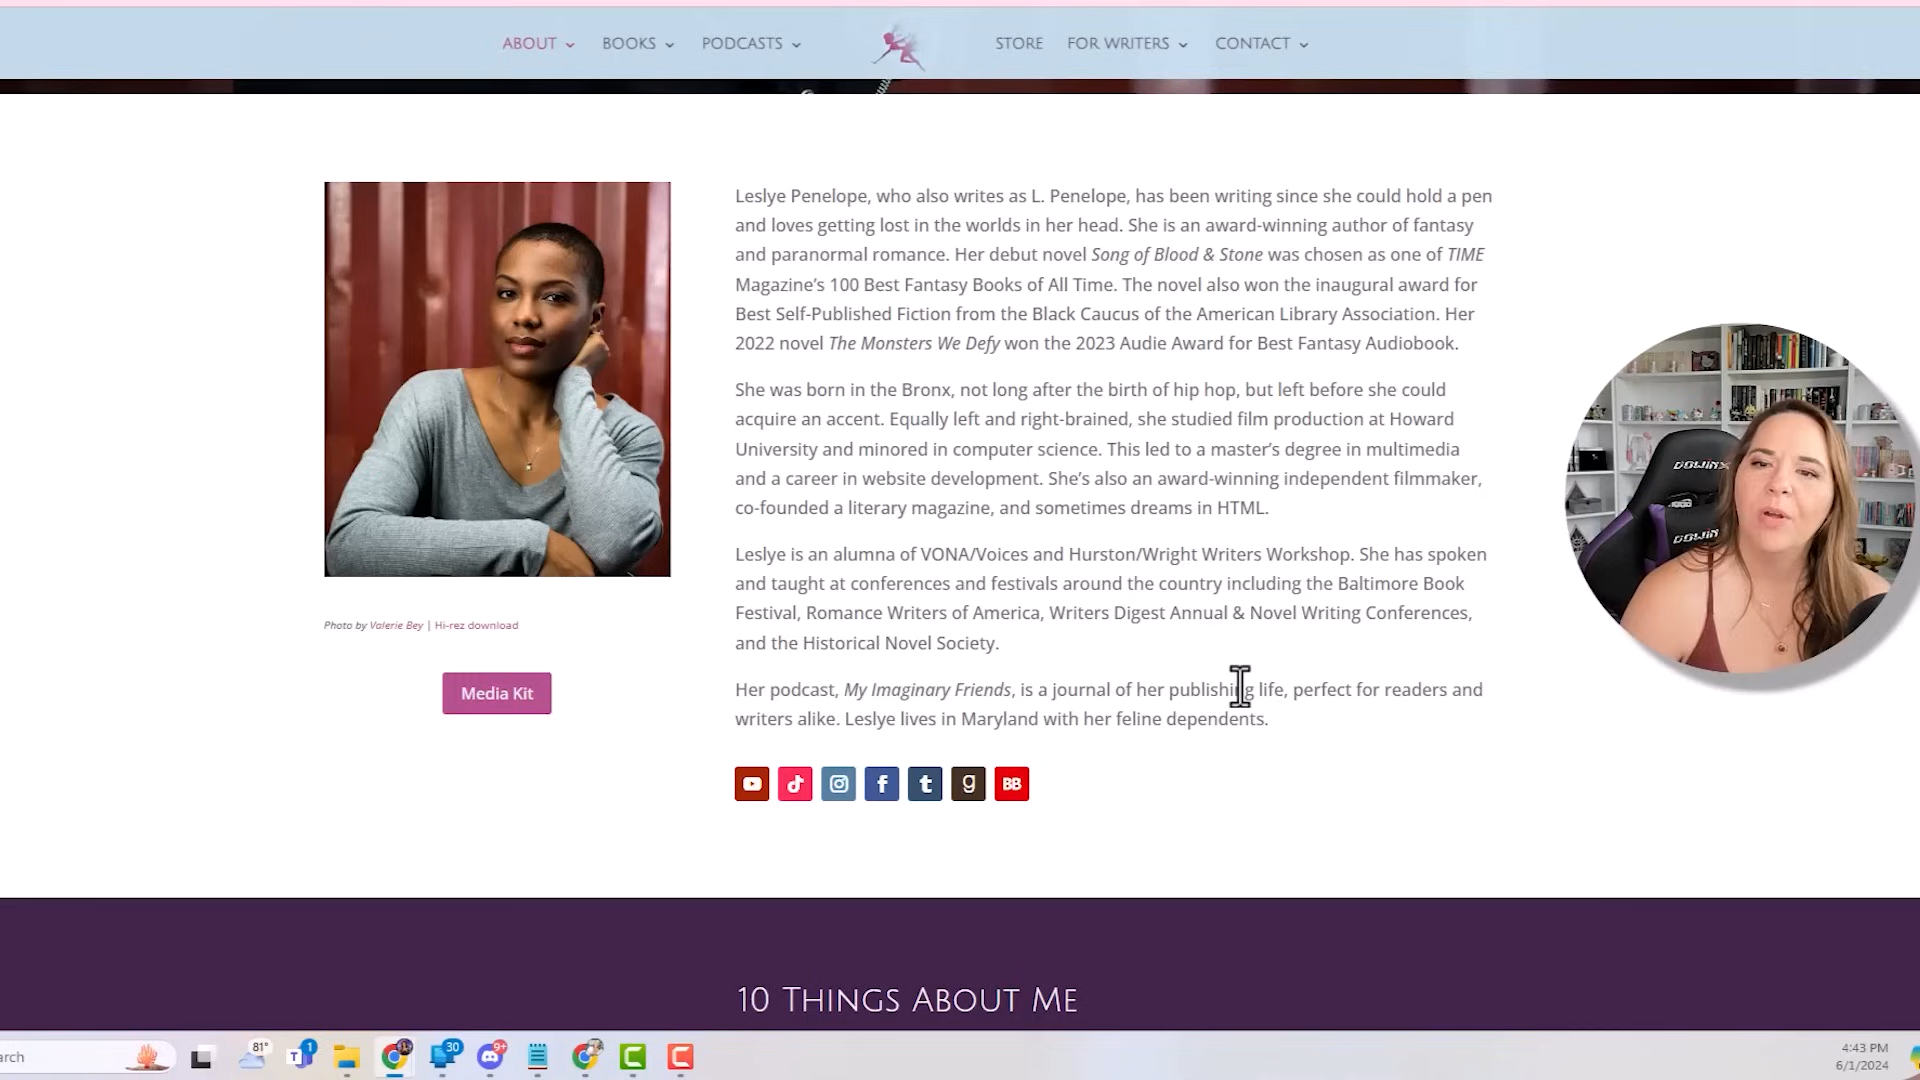 ABOUT BOOKS PODCASTS STORE FOR WRITERS CONTACT
Leslye Penelope, who also writes as L. Penelope, has been writing since she could hold a pen
and loves getting lost in the worlds in her head. She is an award-winning author of fantasy
and paranormal romance. Her debut novel Song of Blood & Stone was chosen as one of TIME
Magazine’s 100 Best Fantasy Books of All Time. The novel also won the inaugural award for
Best Self-Published Fiction from the Black Caucus of the American Library Association. Her
2022 novel The Monsters We Defy won the 2023 Audie Award for Best Fantasy Audiobook.
She was born in the Bronx, not long after the birth of hip hop, but left before she could
acquire an accent. Equally left and right-brained, she studied film production at Howard
University and minored in computer science. This led to a master’s degree in multimedia
and a career in website development. She’s also an award-winning independent filmmaker,
co-founded a literary magazine, and sometimes dreams in HTML.
Leslye is an alumna of VONA/Voices and Hurston/Wright Writers Workshop. She has spoken
and taught at conferences and festivals around the country including the Baltimore Book
Festival, Romance Writers of America, Writers Digest Annual & Novel Writing Conferences,
and the Historical Novel Society.
Her podcast, My Imaginary Friends, is a journal of her publishing life, perfect for readers and
writers alike. Leslye lives in Maryland with her feline dependents.
Photo by Valerie Bey | Hi-rez download
Media Kit
BB
DOWINX
DOWINX
10 Things About Me
arch
81°
1
30
9+
4:43 PM
6/1/2024